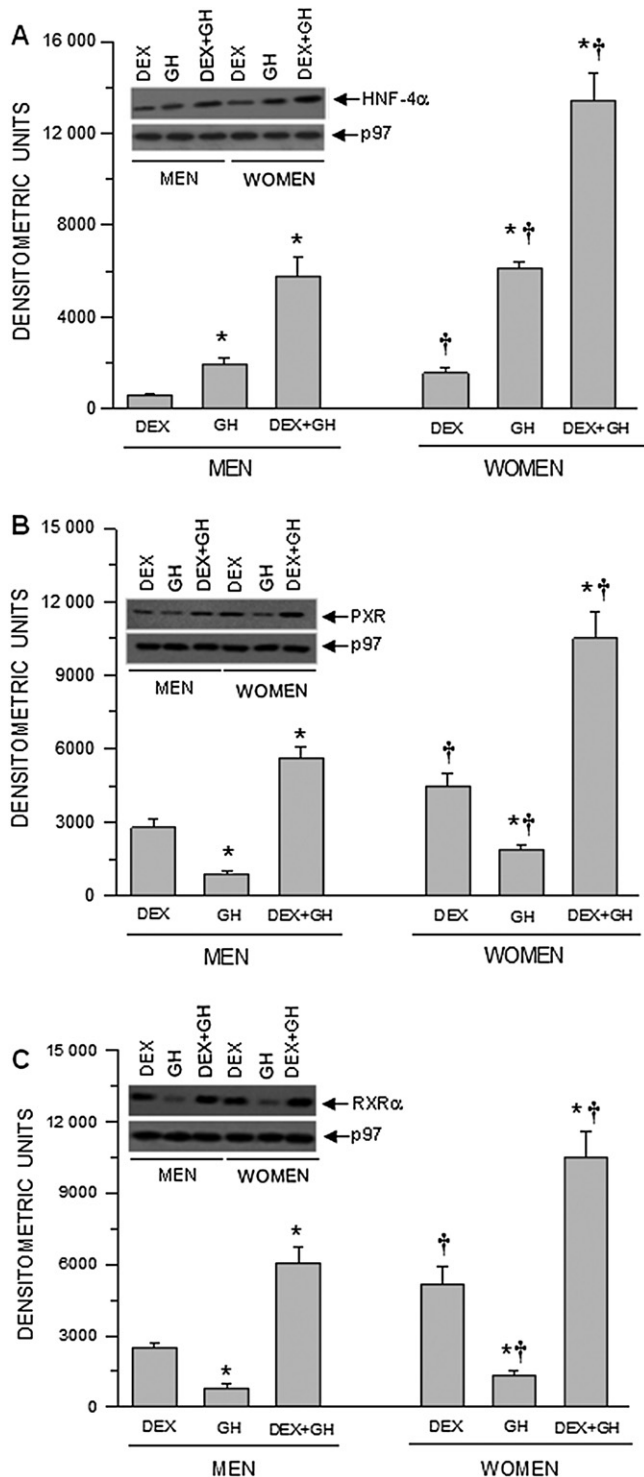 A
DENSITOMETRIC UNITS
16 000
12 000
8000
4000
0
DEX GH DEX+GH DEX GH DEX+GH
HNF-4α
p97
MEN WOMEN
*
*
†
*†
*†
DEX GH DEX+GH DEX GH DEX+GH
MEN WOMEN
B
DENSITOMETRIC UNITS
15 000
12 000
9000
6000
3000
0
DEX GH DEX+GH DEX GH DEX+GH
PXR
p97
MEN WOMEN
*
*
†
*†
*†
DEX GH DEX+GH DEX GH DEX+GH
MEN WOMEN
C
DENSITOMETRIC UNITS
15 000
12 000
9000
6000
3000
0
DEX GH DEX+GH DEX GH DEX+GH
RXRα
p97
MEN WOMEN
*
*
†
*†
*†
DEX GH DEX+GH DEX GH DEX+GH
MEN WOMEN